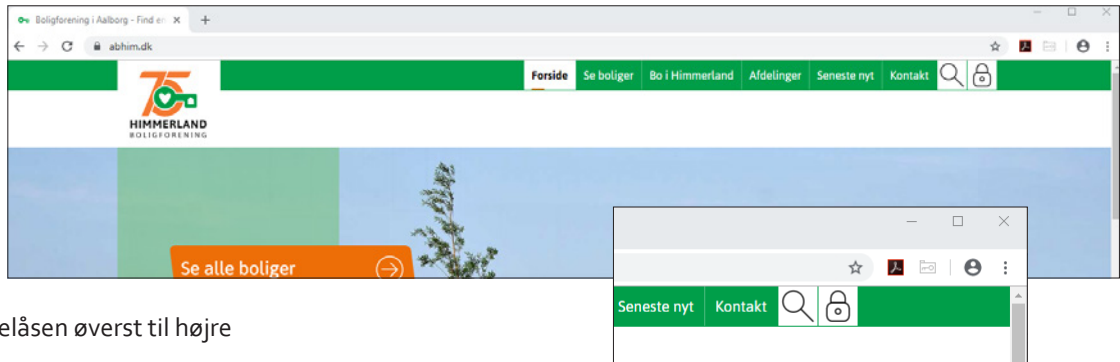 Boligforening i Aalborg - Find en
abhim.dk
Forside Se boliger Bo i Himmerland Afdelinger Seneste nyt Kontakt
75
HIMMERLAND
BOLIGFORENING
Se alle boliger
Seneste nyt Kontakt
elåsen øverst til højre